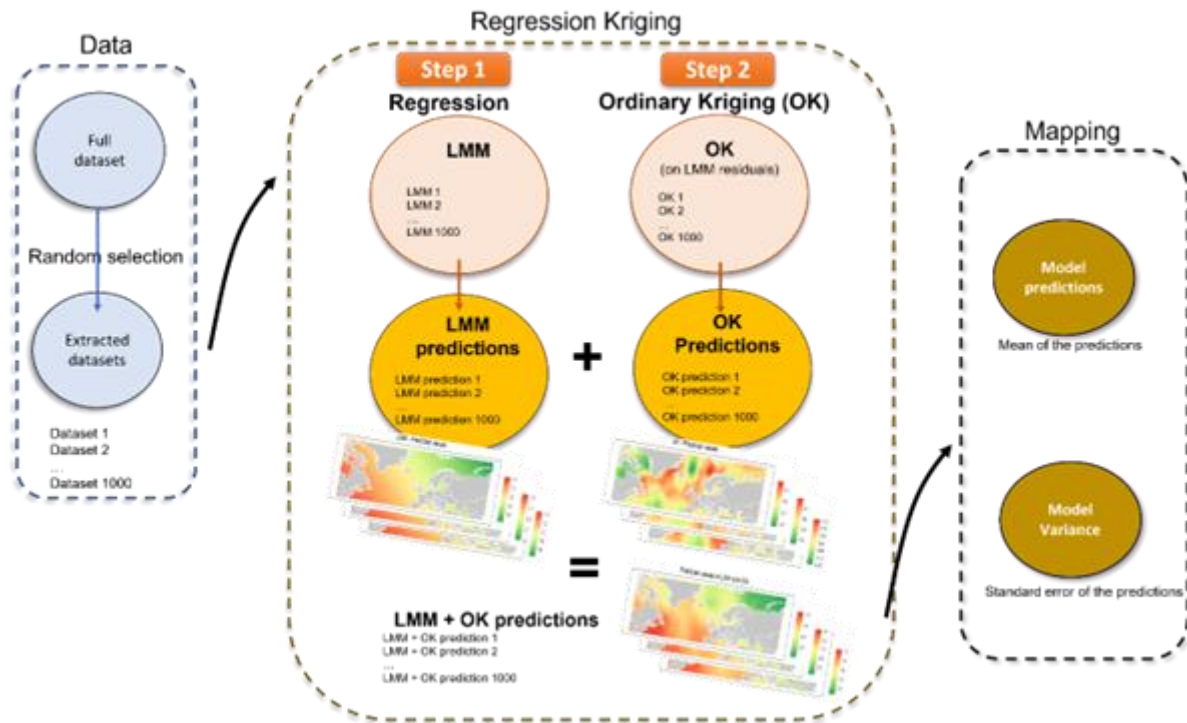 Data
Full
dataset
Random selection
Extracted
datasets
Dataset 1
Dataset 2
...
Dataset 1000
Regression Kriging
Step 1
Regression
LMM
LMM 1
LMM 2
...
LMM 1000
LMM
predictions
LMM prediction 1
LMM prediction 2
...
LMM prediction 1000
+
Step 2
Ordinary Kriging (OK)
OK
(on LMM residuals)
OK 1
OK 2
...
OK 1000
OK
Predictions
OK prediction 1
OK prediction 2
...
OK prediction 1000
=
LMM + OK predictions
LMM + OK prediction 1
LMM + OK prediction 2
...
LMM + OK prediction 1000
Mapping
Model
predictions
Mean of the predictions
Model
Variance
Standard error of the predictions